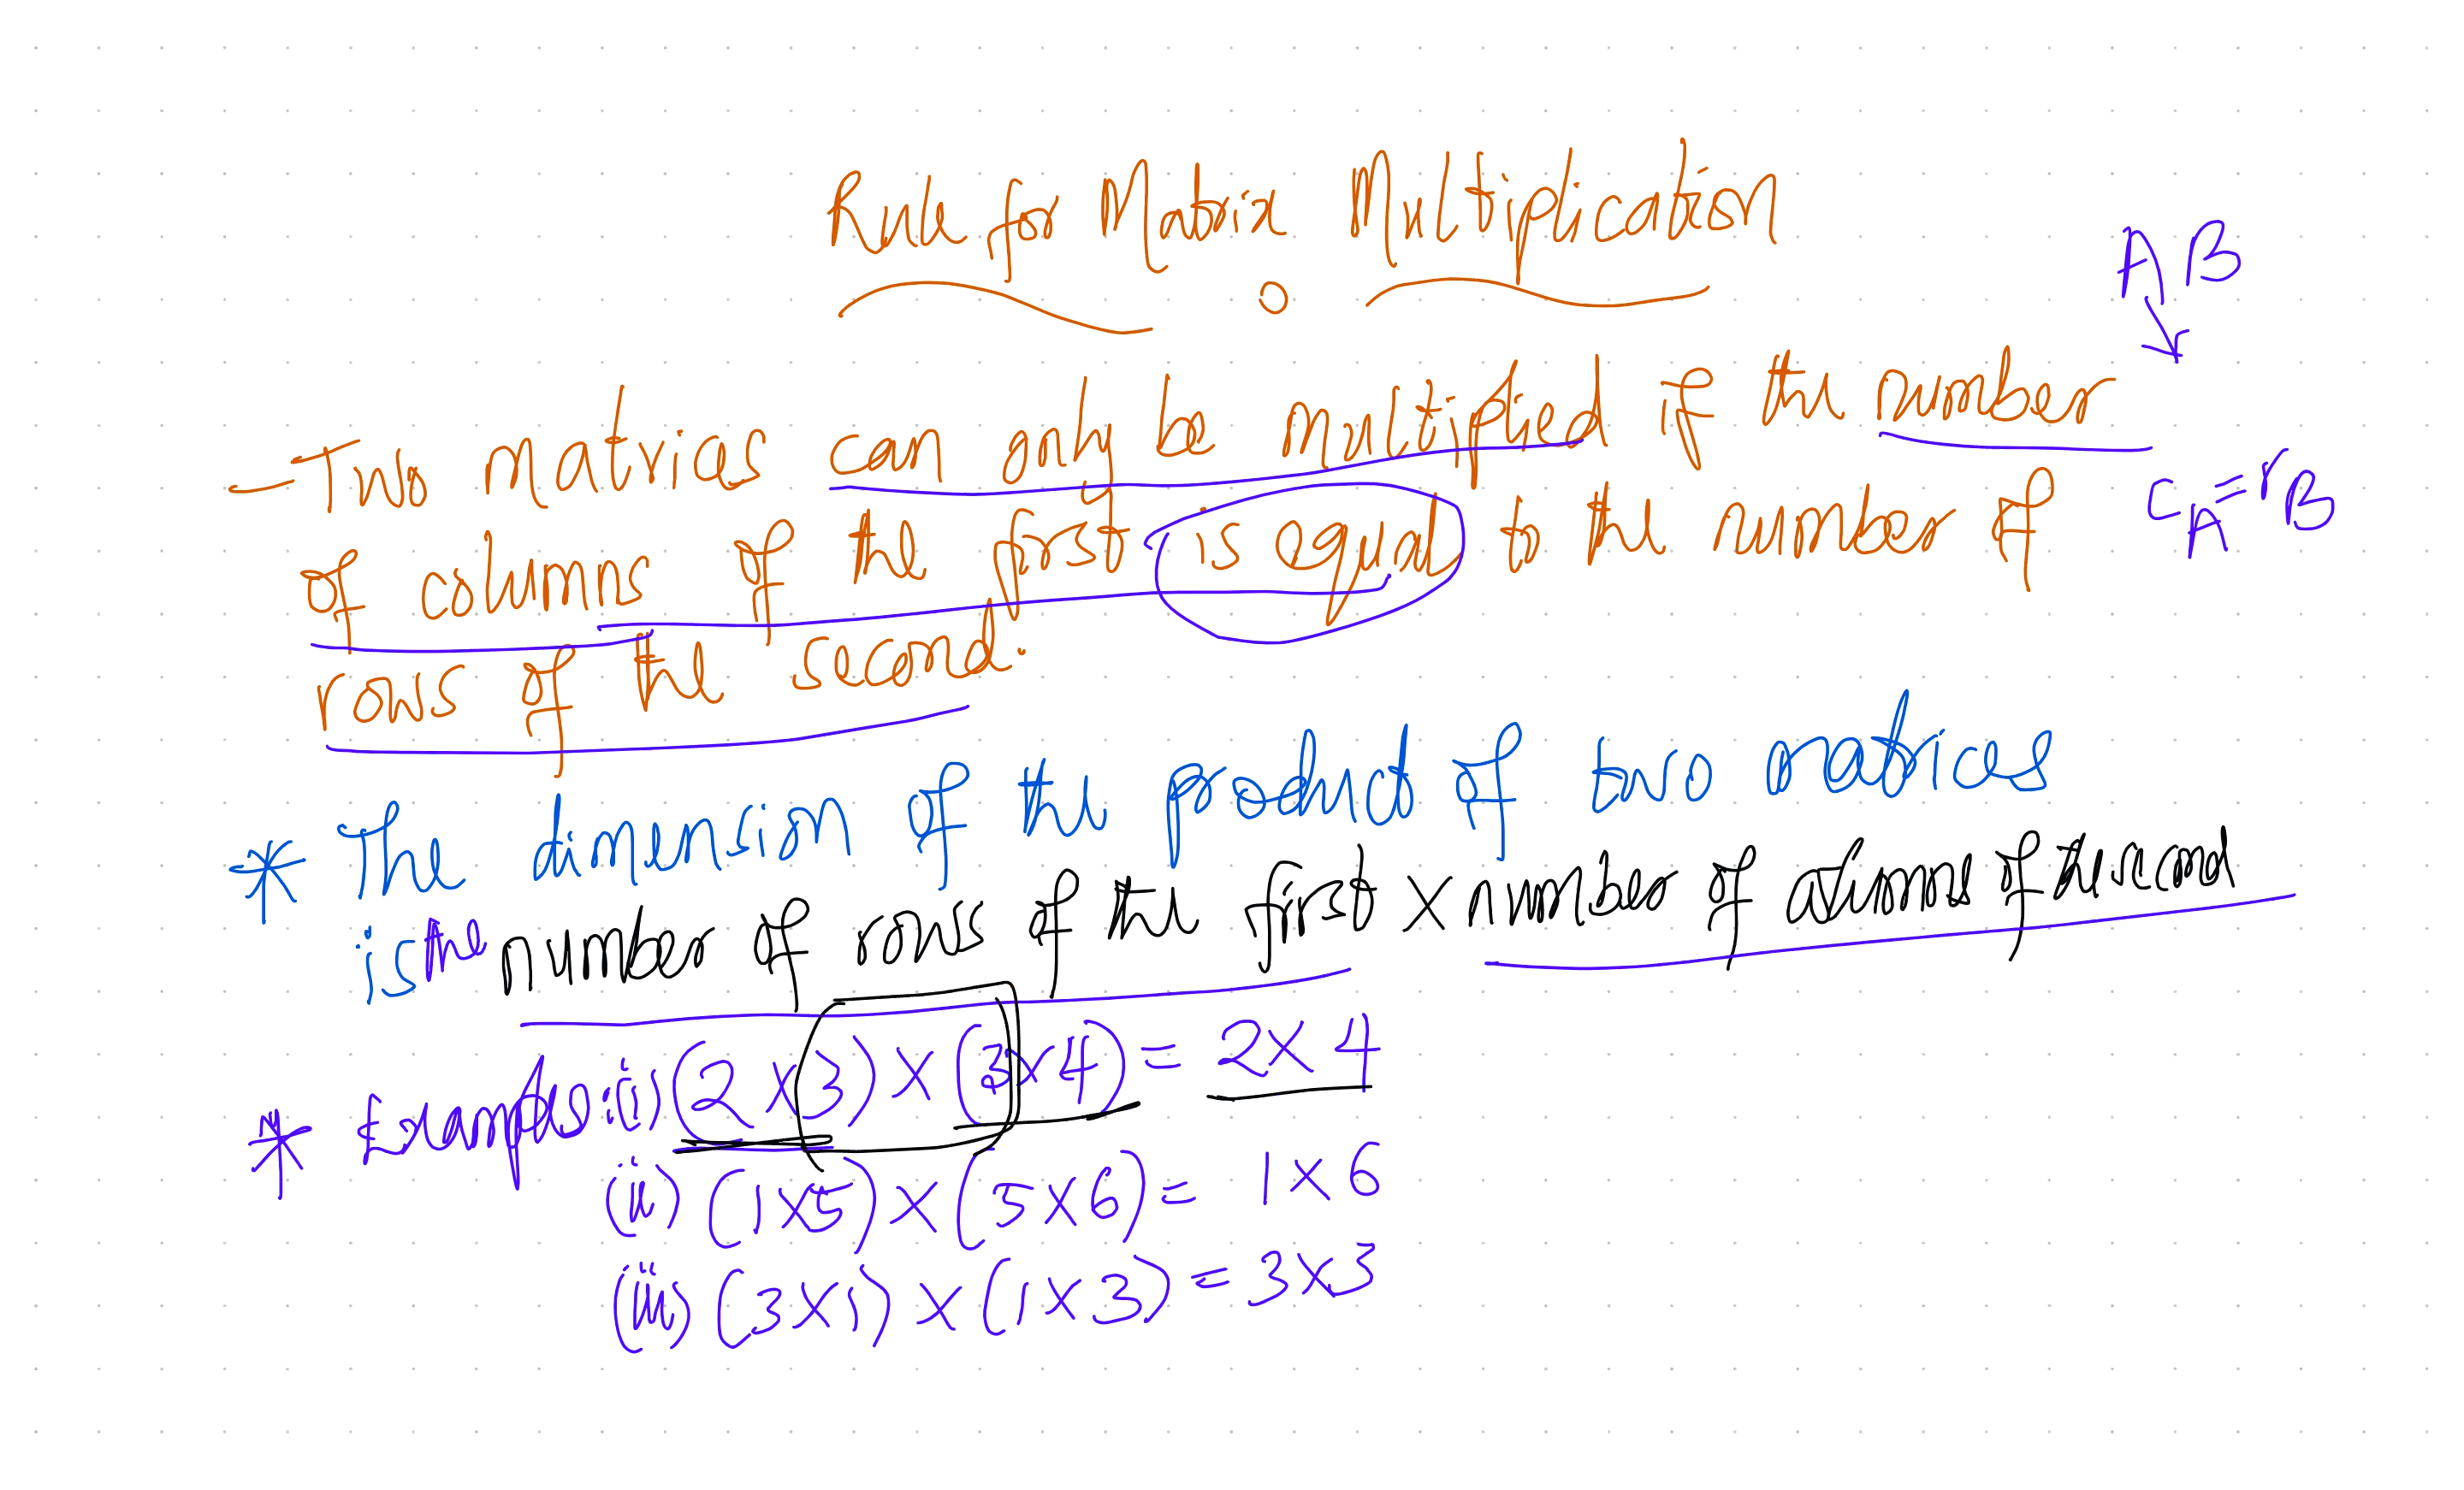 Rule for Matrix Multiplication
AB
- Two matrices can only be multiplied if the number
of columns of the first is equal to the number of
C_A = r_B
rows of the second.
* The dimension of the product of two matrices
is the number of rows of the first × number of columns of the second
* Example: i) (2 × 3) × (3 × 4) = 2 × 4
(ii) (1 × 5) × (5 × 6) = 1 × 6
(iii) (3 × 1) × (1 × 3) = 3 × 3